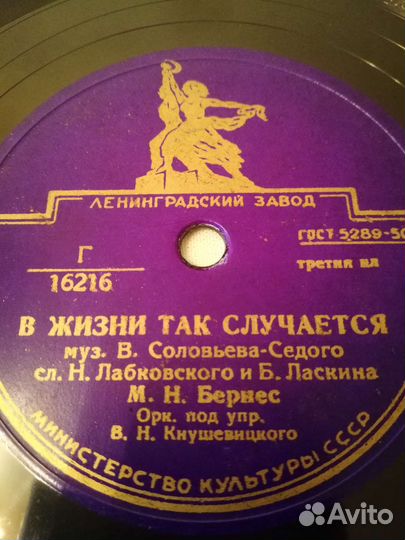 ЛЕНИНГРАДСКИЙ ЗАВОД
ГОСТ 5289-50
Г
16216
третия кл
В ЖИЗНИ ТАК СЛУЧАЕТСЯ
муз. В. Соловьева-Седого
сл. Н. Лабковского и Б. Ласкина
М. Н. Бернес
Орк. под упр.
В. Н. Кнушевицкого
МИНИСТЕРСТВО КУЛЬТУРЫ СССР
Avito